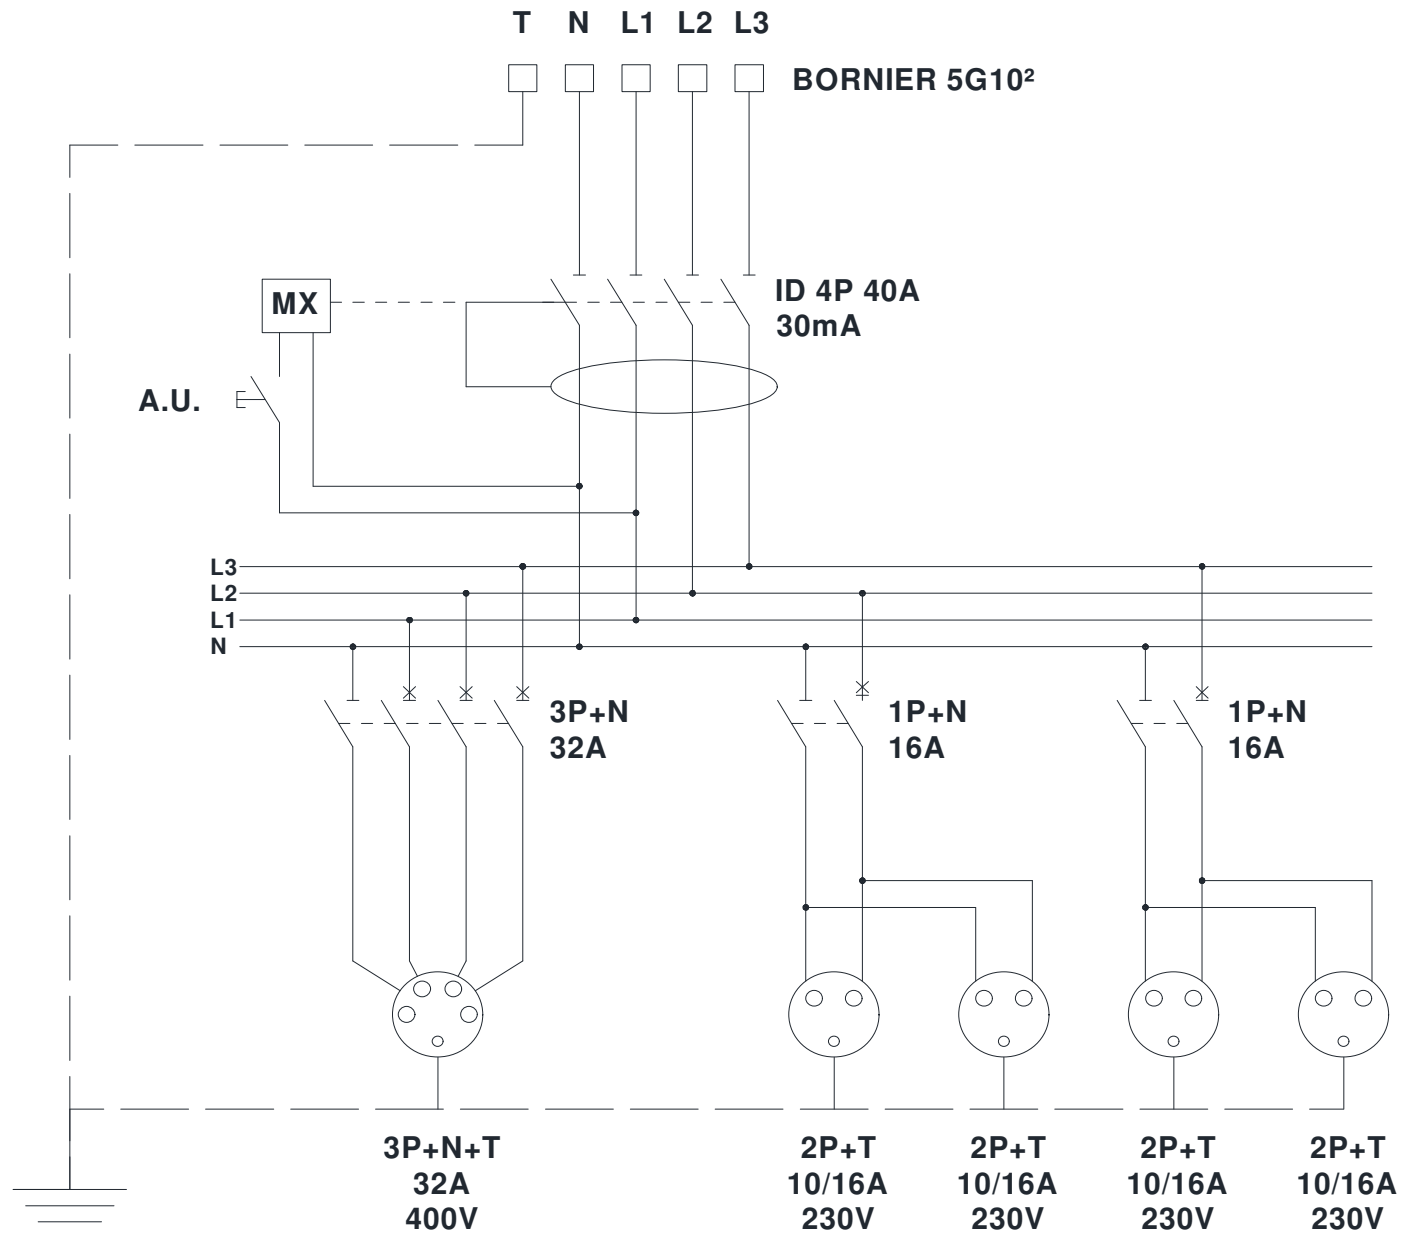 T N L1 L2 L3
BORNIER 5G10²
MX
ID 4P 40A
30mA
A.U.
L3
L2
L1
N
3P+N
32A
1P+N
16A
1P+N
16A
3P+N+T
32A
400V
2P+T
10/16A
230V
2P+T
10/16A
230V
2P+T
10/16A
230V
2P+T
10/16A
230V